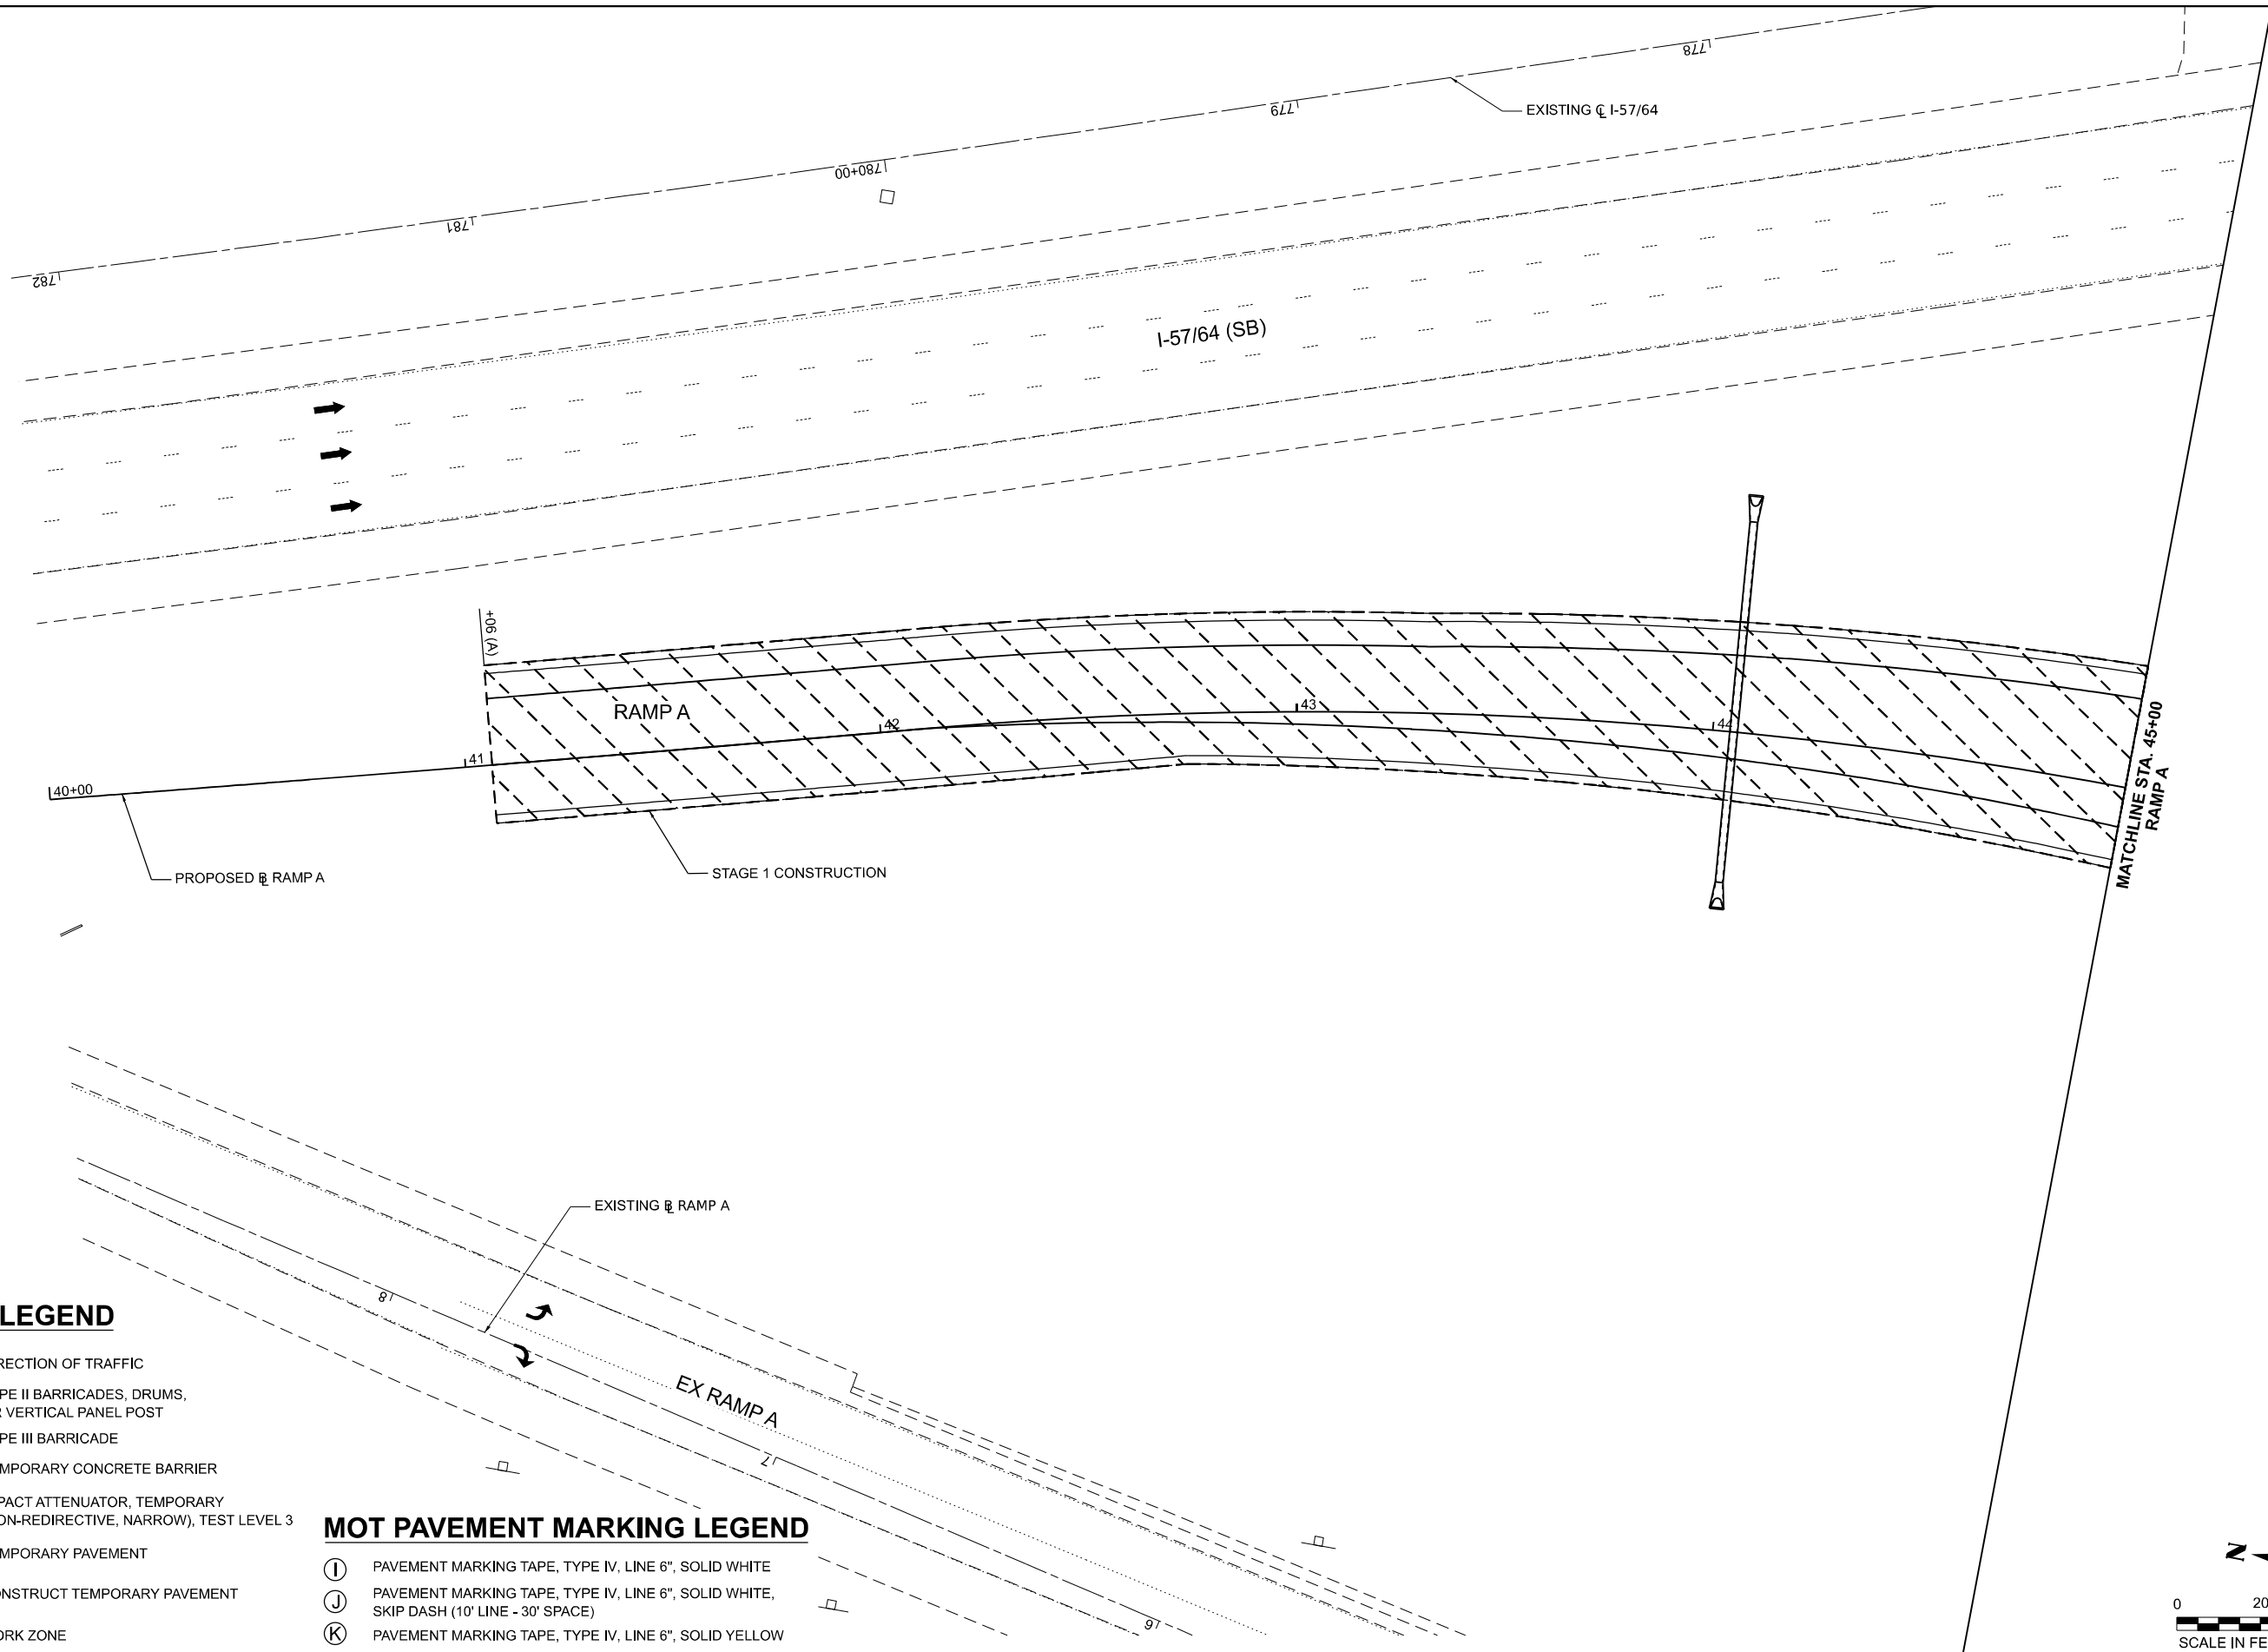 778
EXISTING ℄ I-57/64
779
780+00
781
782
I-57/64 (SB)
+06 (A)
RAMP A
43
42
44
41
40+00
MATCHLINE STA. 45+00
RAMP A
PROPOSED B̲L RAMP A
STAGE 1 CONSTRUCTION
EXISTING B̲L RAMP A
8
EX RAMP A
7
6
LEGEND
RECTION OF TRAFFIC
PE II BARRICADES, DRUMS,
R VERTICAL PANEL POST
PE III BARRICADE
MPORARY CONCRETE BARRIER
PACT ATTENUATOR, TEMPORARY
ON-REDIRECTIVE, NARROW), TEST LEVEL 3
MPORARY PAVEMENT
ONSTRUCT TEMPORARY PAVEMENT
ORK ZONE
MOT PAVEMENT MARKING LEGEND
I PAVEMENT MARKING TAPE, TYPE IV, LINE 6", SOLID WHITE
J PAVEMENT MARKING TAPE, TYPE IV, LINE 6", SOLID WHITE,
SKIP DASH (10' LINE - 30' SPACE)
K PAVEMENT MARKING TAPE, TYPE IV, LINE 6", SOLID YELLOW
N
0 20
SCALE IN FE